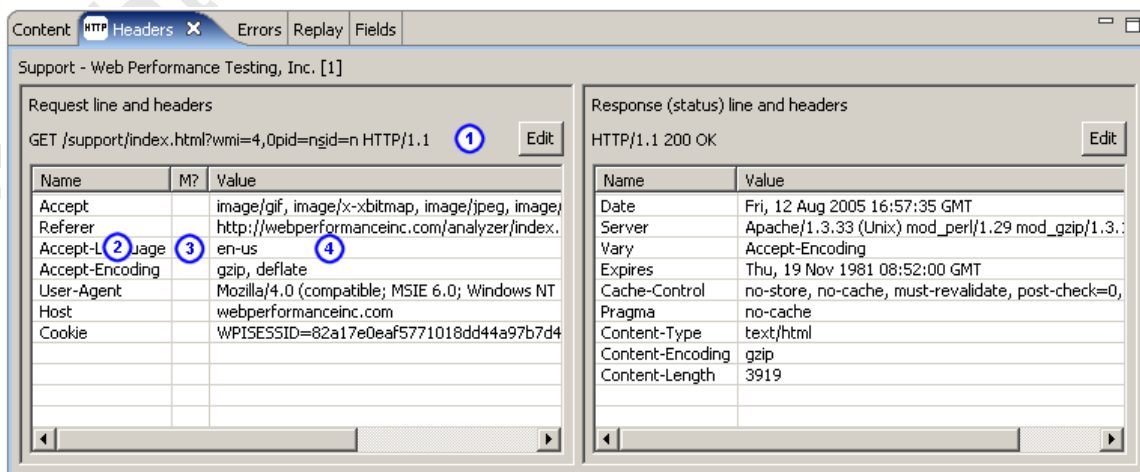 Content HTTP Headers Errors Replay Fields
Support - Web Performance Testing, Inc. [1]
Request line and headers
GET /support/index.html?wmi=4,0pid=nsid=n HTTP/1.1 1 Edit
Name M? Value
Accept image/gif, image/x-xbitmap, image/jpeg, image/
Referer http://webperformanceinc.com/analyzer/index.
Accept-L 2 uage 3 en-us 4
Accept-Encoding gzip, deflate
User-Agent Mozilla/4.0 (compatible; MSIE 6.0; Windows NT
Host webperformanceinc.com
Cookie WPISESSID=82a17e0eaf5771018dd44a97b7d4
Response (status) line and headers
HTTP/1.1 200 OK Edit
Name Value
Date Fri, 12 Aug 2005 16:57:35 GMT
Server Apache/1.3.33 (Unix) mod_perl/1.29 mod_gzip/1.3.
Vary Accept-Encoding
Expires Thu, 19 Nov 1981 08:52:00 GMT
Cache-Control no-store, no-cache, must-revalidate, post-check=0,
Pragma no-cache
Content-Type text/html
Content-Encoding gzip
Content-Length 3919